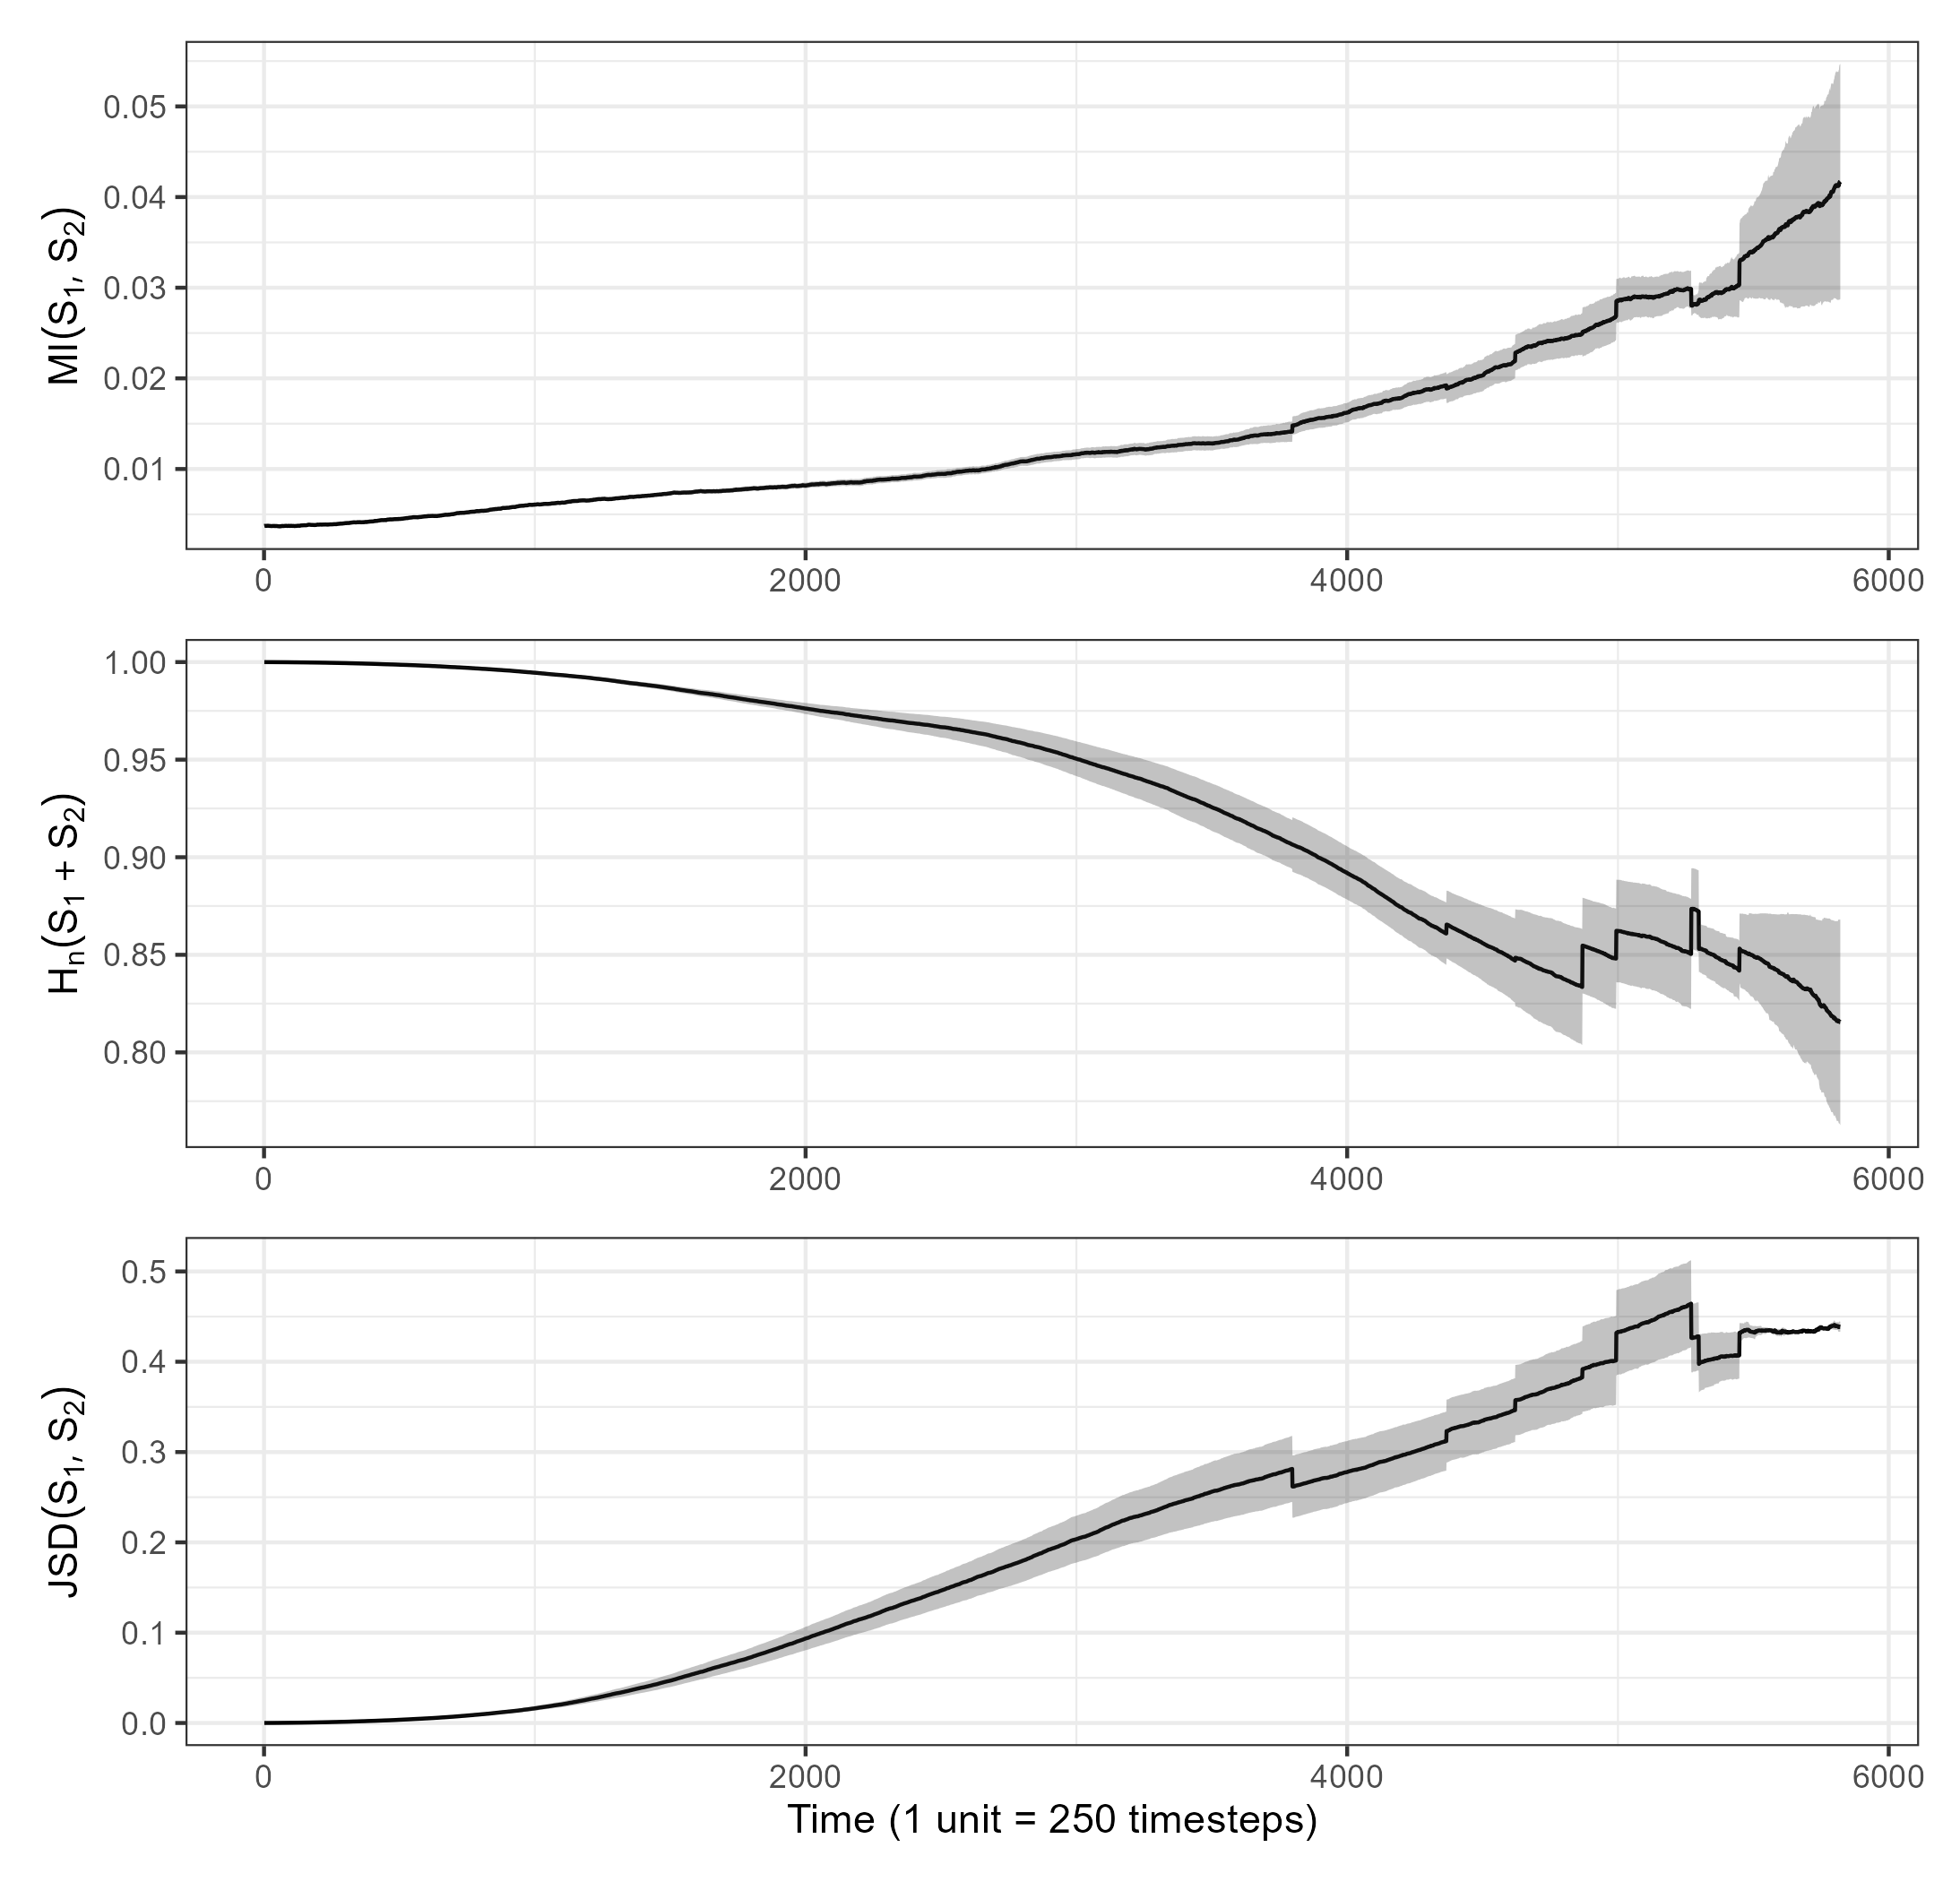 MI(S₁, S₂)
0.05
0.04
0.03
0.02
0.01
0 2000 4000 6000
Hₙ(S₁ + S₂)
1.00
0.95
0.90
0.85
0.80
0 2000 4000 6000
JSD(S₁, S₂)
0.5
0.4
0.3
0.2
0.1
0.0
0 2000 4000 6000
Time (1 unit = 250 timesteps)